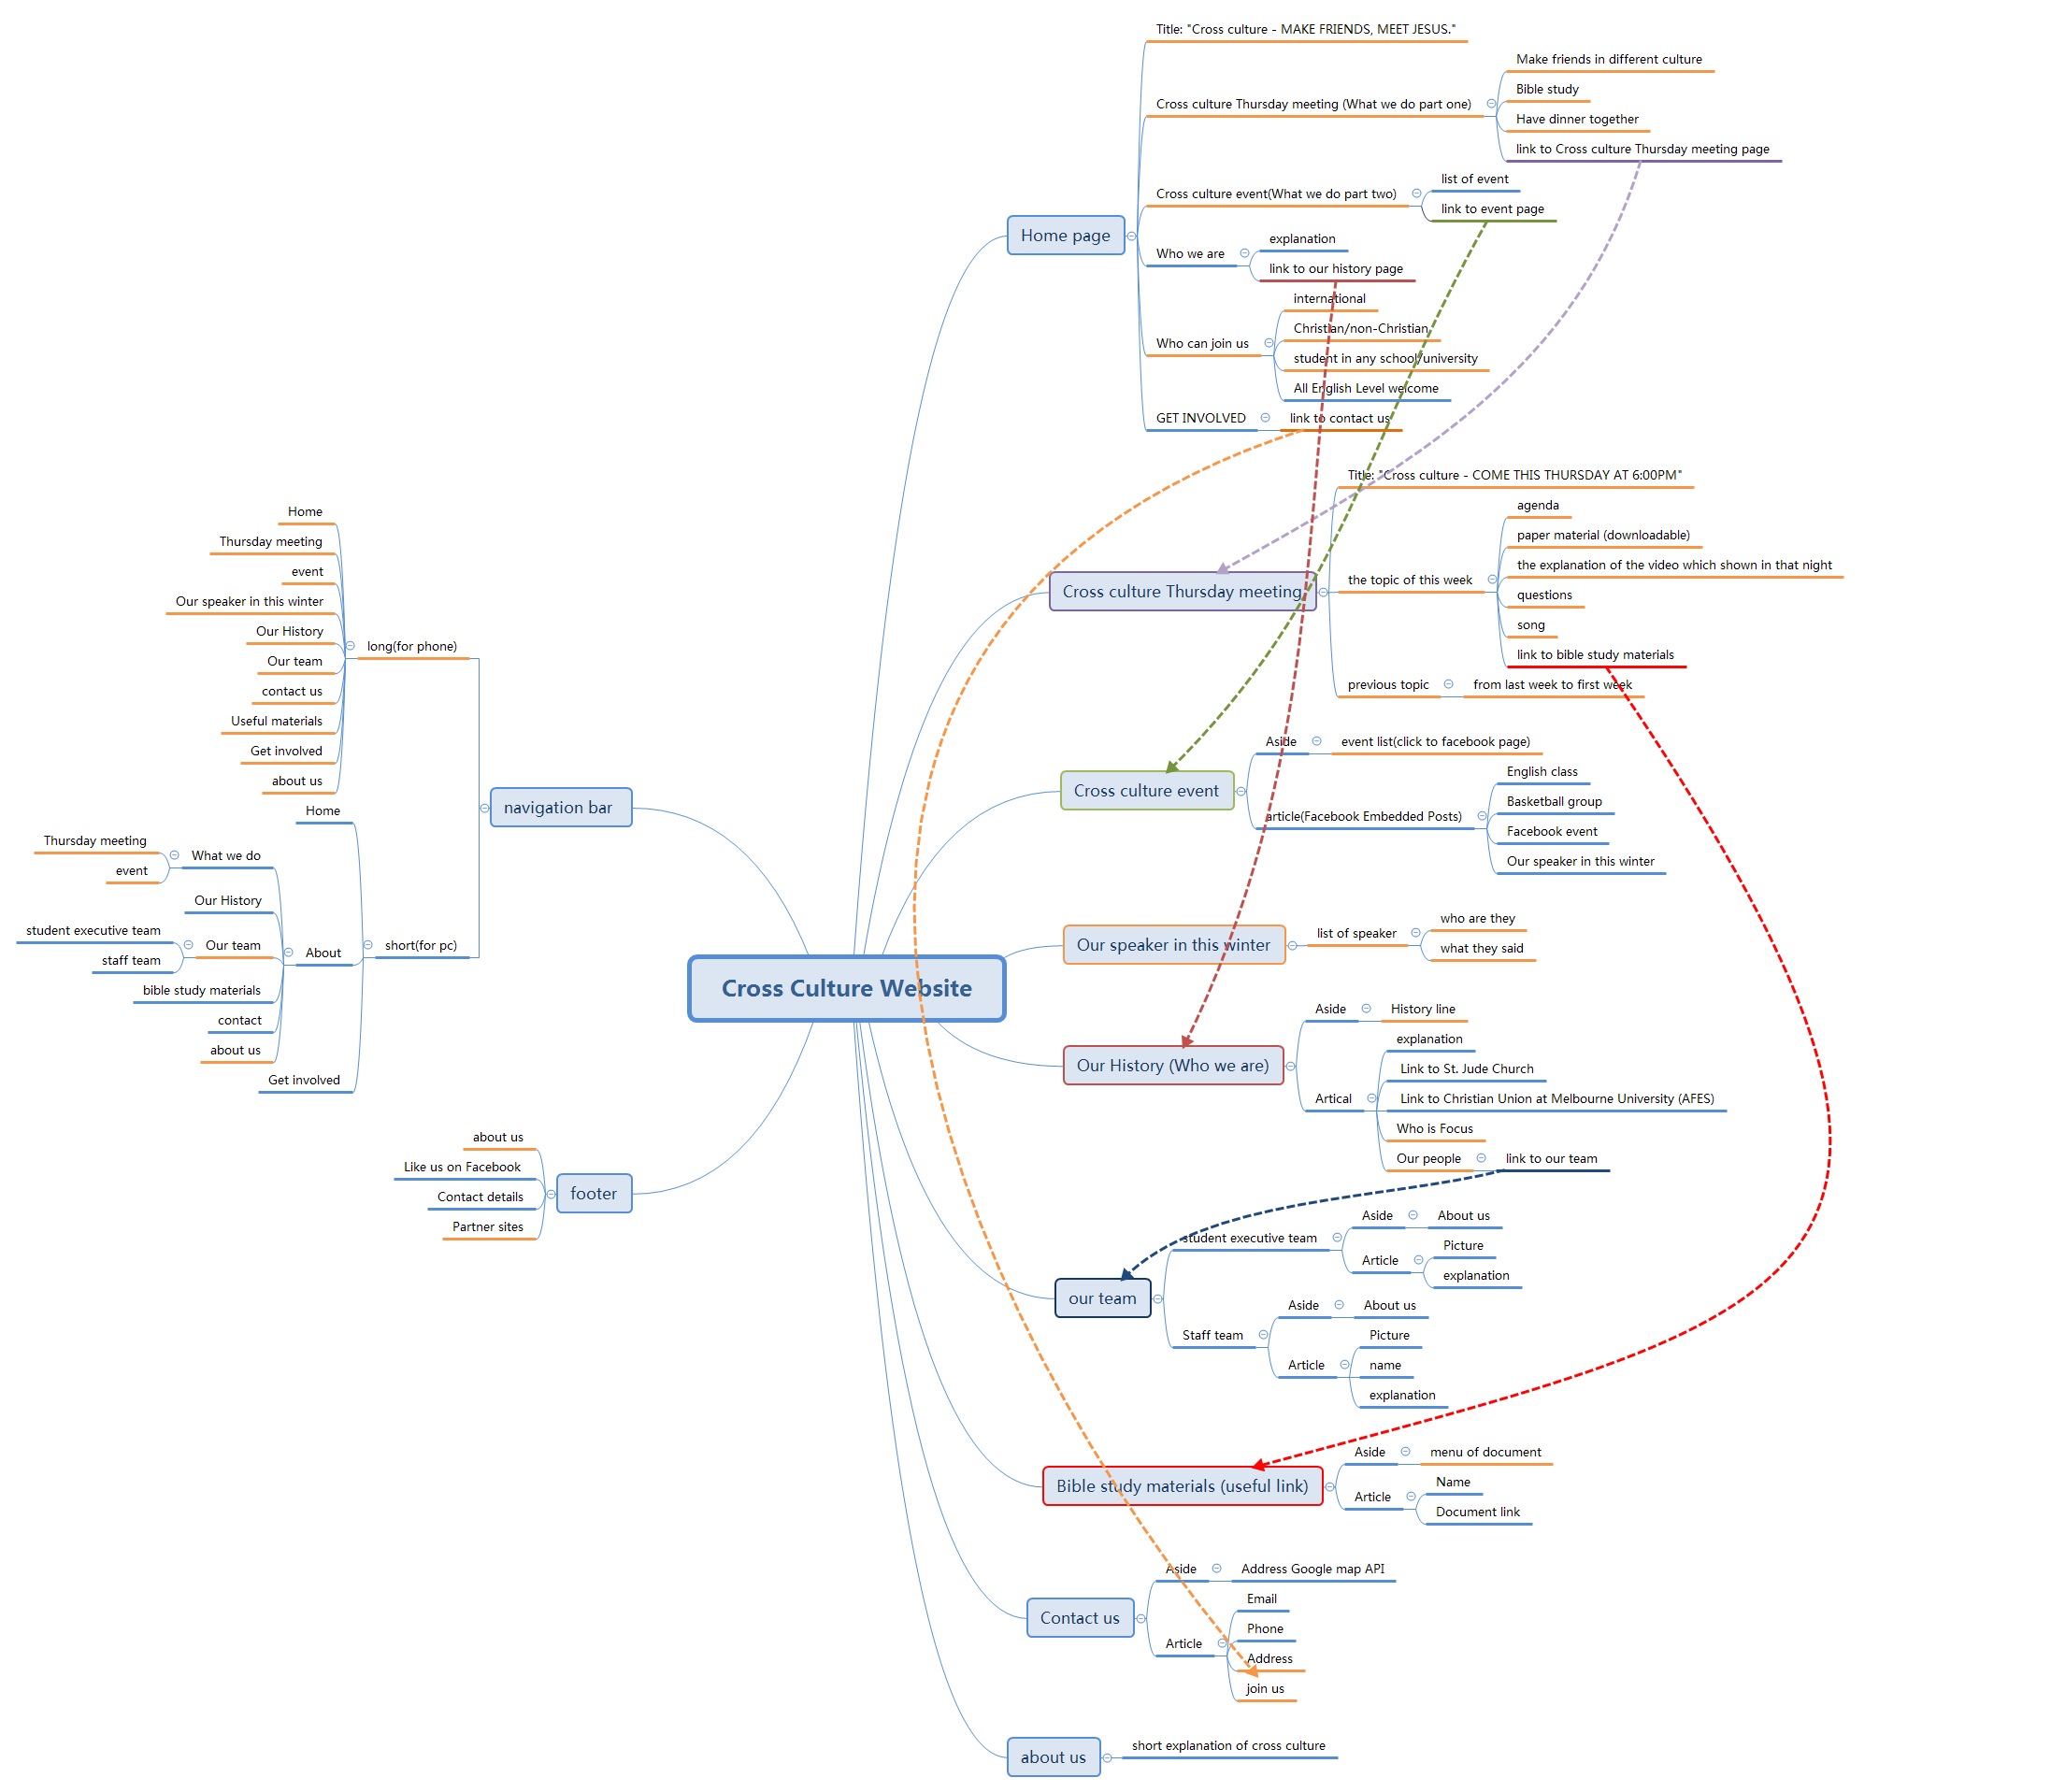 Cross Culture Website
Home page
Title: "Cross culture - MAKE FRIENDS, MEET JESUS."
Cross culture Thursday meeting (What we do part one)
Make friends in different culture
Bible study
Have dinner together
link to Cross culture Thursday meeting page
Cross culture event(What we do part two)
list of event
link to event page
Who we are
explanation
link to our history page
Who can join us
international
Christian/non-Christian
student in any school/university
All English Level welcome
GET INVOLVED
link to contact us
Cross culture Thursday meeting
Title: "Cross culture - COME THIS THURSDAY AT 6:00PM"
the topic of this week
agenda
paper material (downloadable)
the explanation of the video which shown in that night
questions
song
link to bible study materials
previous topic
from last week to first week
Cross culture event
Aside
event list(click to facebook page)
article(Facebook Embedded Posts)
English class
Basketball group
Facebook event
Our speaker in this winter
Our speaker in this winter
list of speaker
who are they
what they said
Our History (Who we are)
Aside
History line
Artical
explanation
Link to St. Jude Church
Link to Christian Union at Melbourne University (AFES)
Who is Focus
Our people
link to our team
our team
student executive team
Aside
About us
Article
Picture
explanation
Staff team
Aside
About us
Article
Picture
name
explanation
Bible study materials (useful link)
Aside
menu of document
Article
Name
Document link
Contact us
Aside
Address Google map API
Article
Email
Phone
Address
join us
about us
short explanation of cross culture
navigation bar
long(for phone)
Home
Thursday meeting
event
Our speaker in this winter
Our History
Our team
contact us
Useful materials
Get involved
about us
short(for pc)
Home
About
What we do
Thursday meeting
event
Our History
Our team
student executive team
staff team
bible study materials
contact
about us
Get involved
footer
about us
Like us on Facebook
Contact details
Partner sites